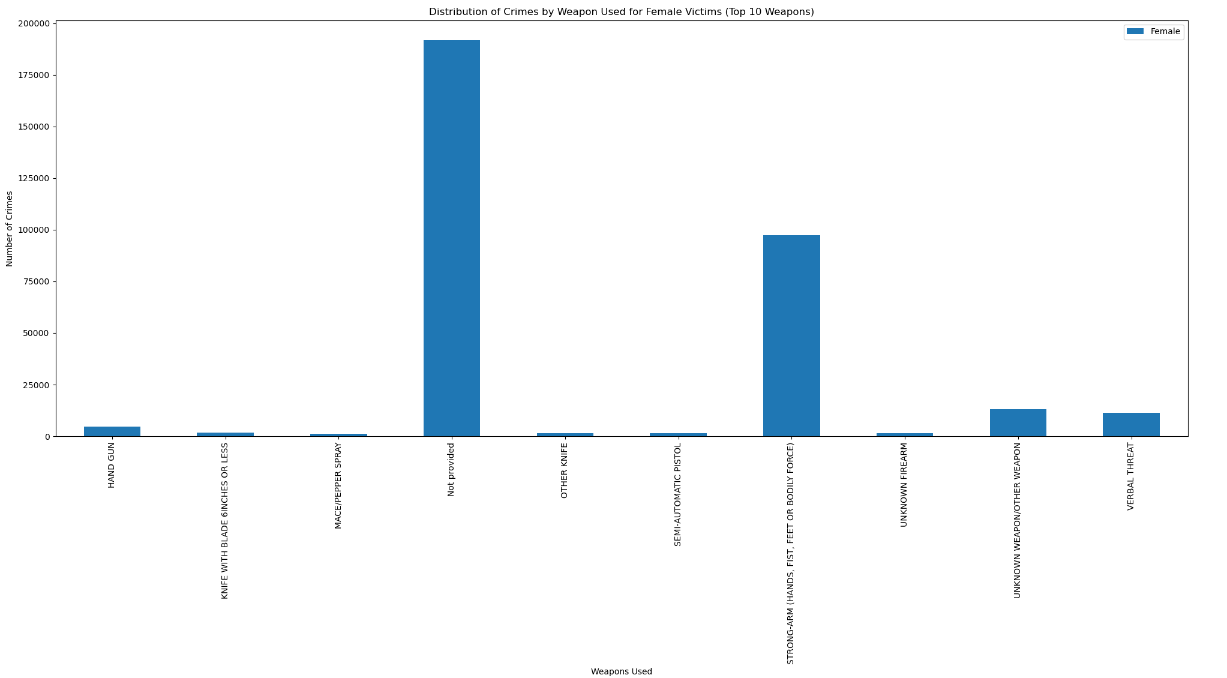 Distribution of Crimes by Weapon Used for Female Victims (Top 10 Weapons)
Female
200000
175000
150000
125000
100000
75000
50000
25000
0
Number of Crimes
HAND GUN
KNIFE WITH BLADE 6INCHES OR LESS
MACE/PEPPER SPRAY
Not provided
OTHER KNIFE
SEMI-AUTOMATIC PISTOL
STRONG-ARM (HANDS, FIST, FEET OR BODILY FORCE)
UNKNOWN FIREARM
UNKNOWN WEAPON/OTHER WEAPON
VERBAL THREAT
Weapons Used